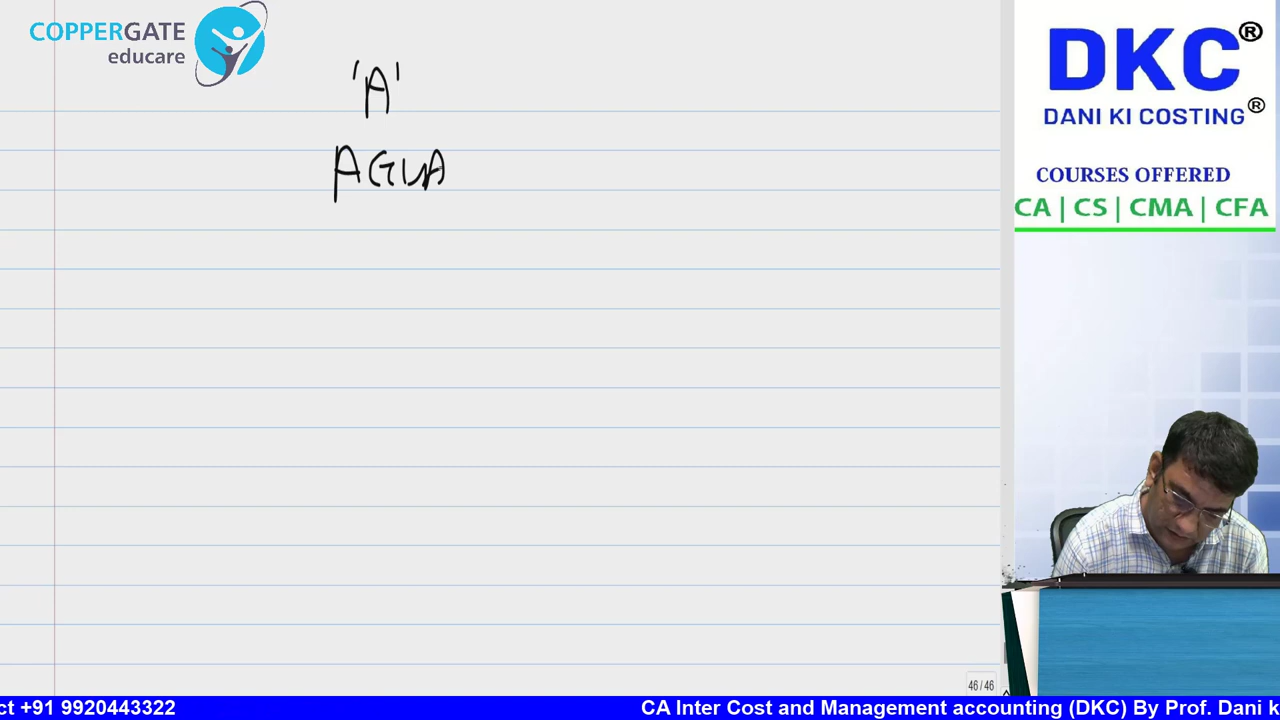 COPPERGATE
educare
'A'
DKC®
DANI KI COSTING®
COURSES OFFERED
CA | CS | CMA | CFA
46/46
ct +91 9920443322
CA Inter Cost and Management accounting (DKC) By Prof. Dani k